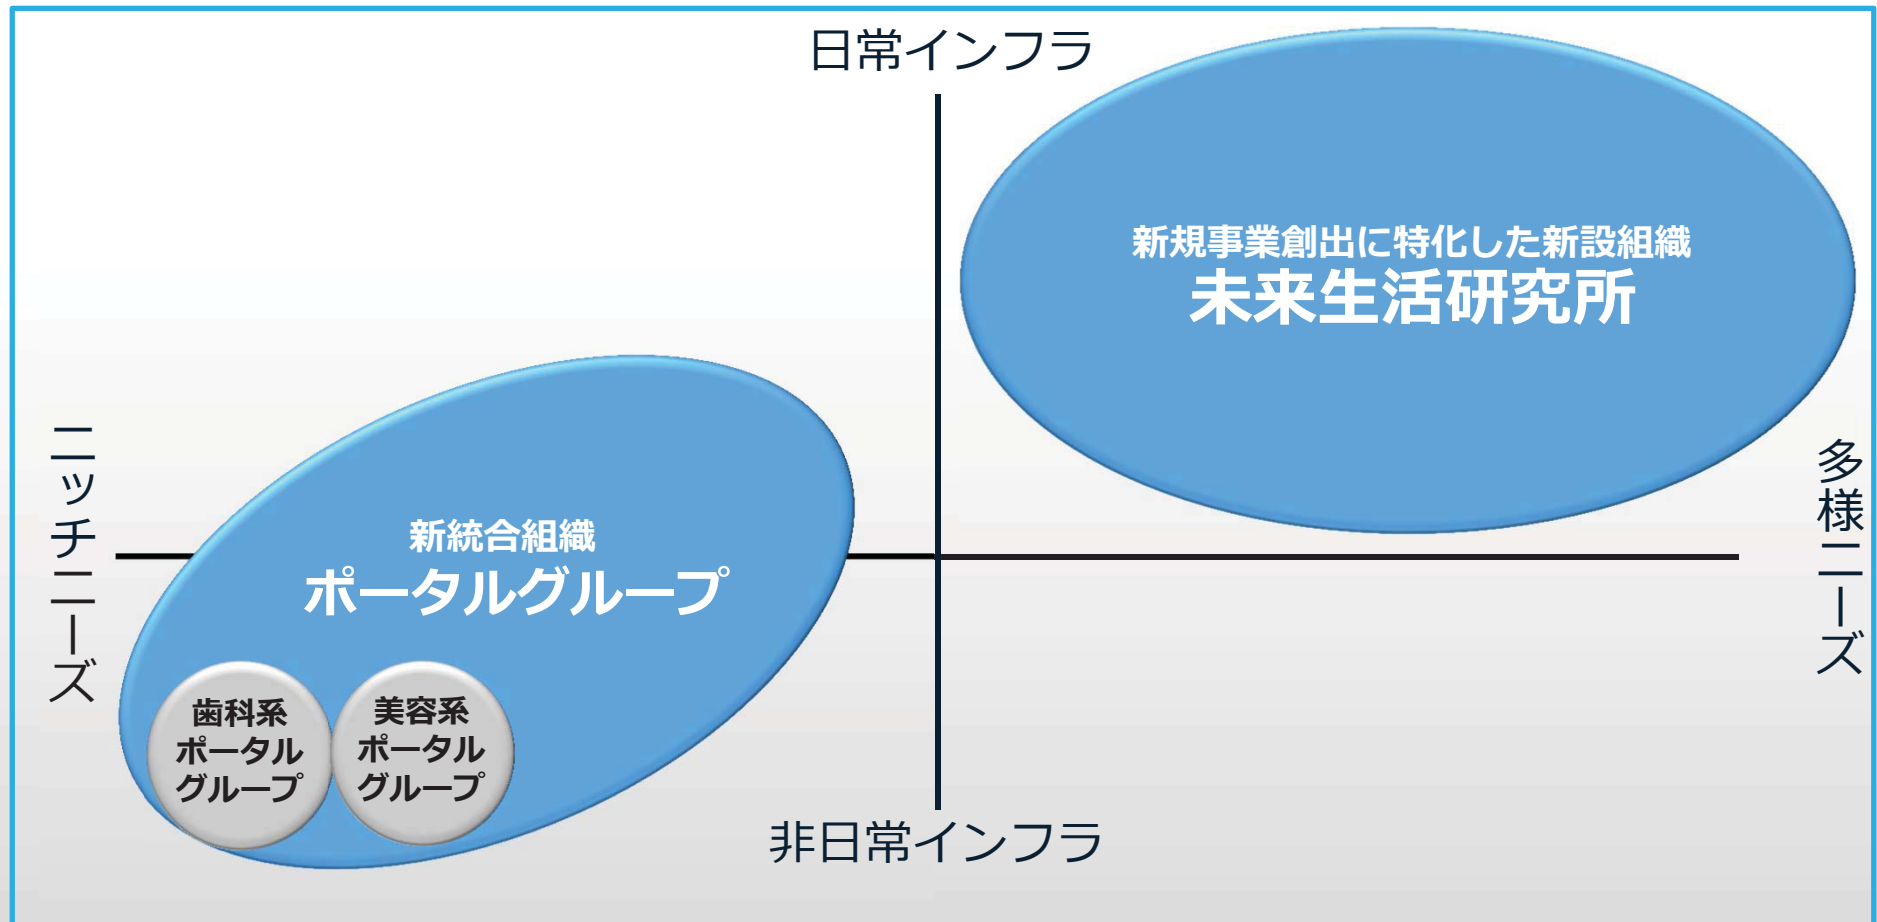 日常インフラ
新規事業創出に特化した新設組織
未来生活研究所
ニッチニーズ
多様ニーズ
新統合組織
ポータルグループ
歯科系
ポータル
グループ
美容系
ポータル
グループ
非日常インフラ